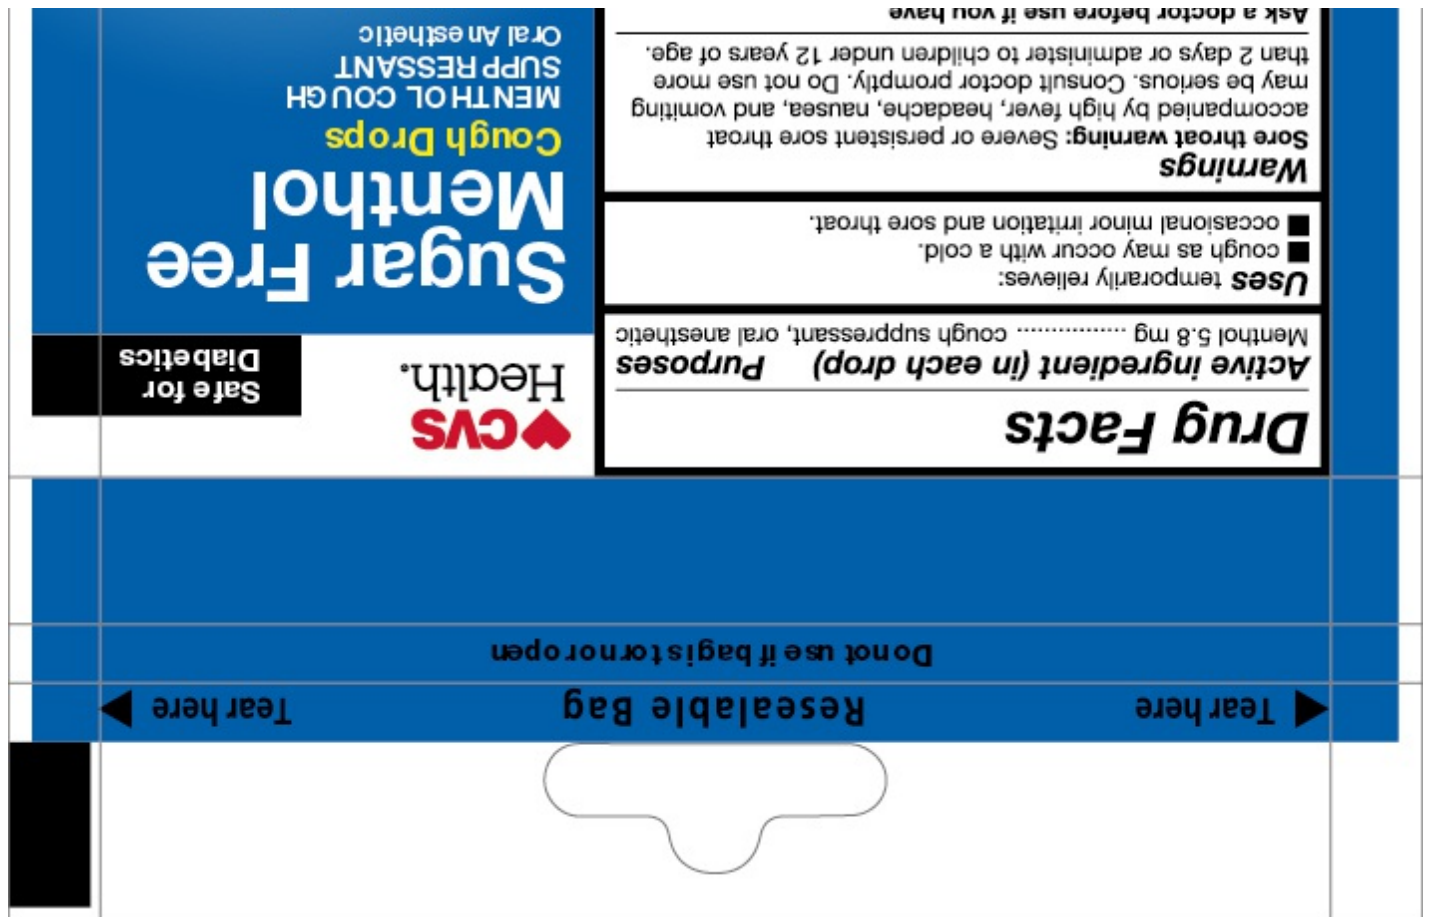 Tear here
Resealable Bag
Tear here
Do not use if bag is torn or open
Drug Facts
Active ingredient (in each drop) Purposes
Menthol 5.8 mg ................ cough suppressant, oral anesthetic
Uses temporarily relieves:
■ cough as may occur with a cold.
■ occasional minor irritation and sore throat.
Warnings
Sore throat warning: Severe or persistent sore throat
accompanied by high fever, headache, nausea, and vomiting
may be serious. Consult doctor promptly. Do not use more
than 2 days or administer to children under 12 years of age.
Ask a doctor before use if you have
CVS
Health.
Safe for
Diabetics
Sugar Free
Menthol
Cough Drops
MENTHOL COUGH
SUPPRESSANT
Oral Anesthetic